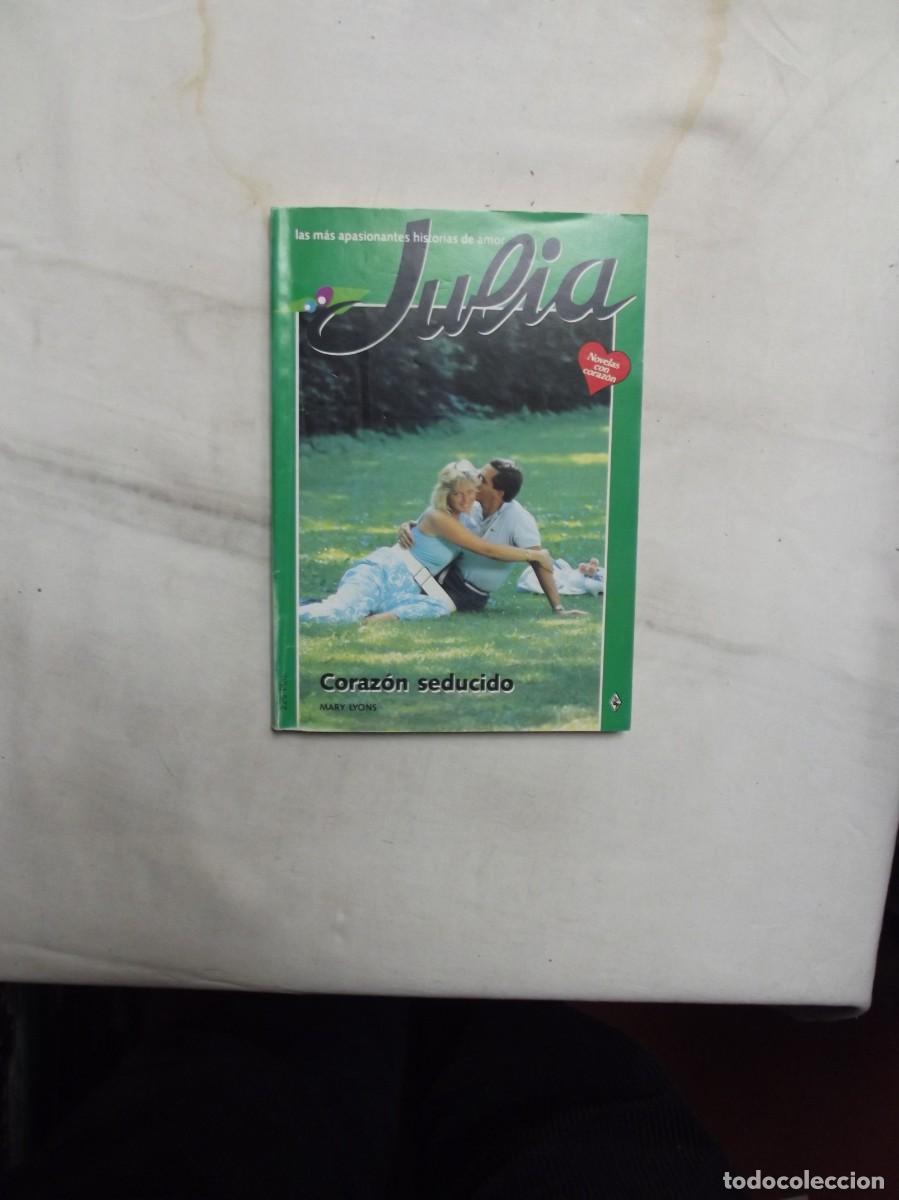 las más apasionantes historias de amor
Julia
Novelas
con
corazón
Corazón seducido
MARY LYONS
todocoleccion